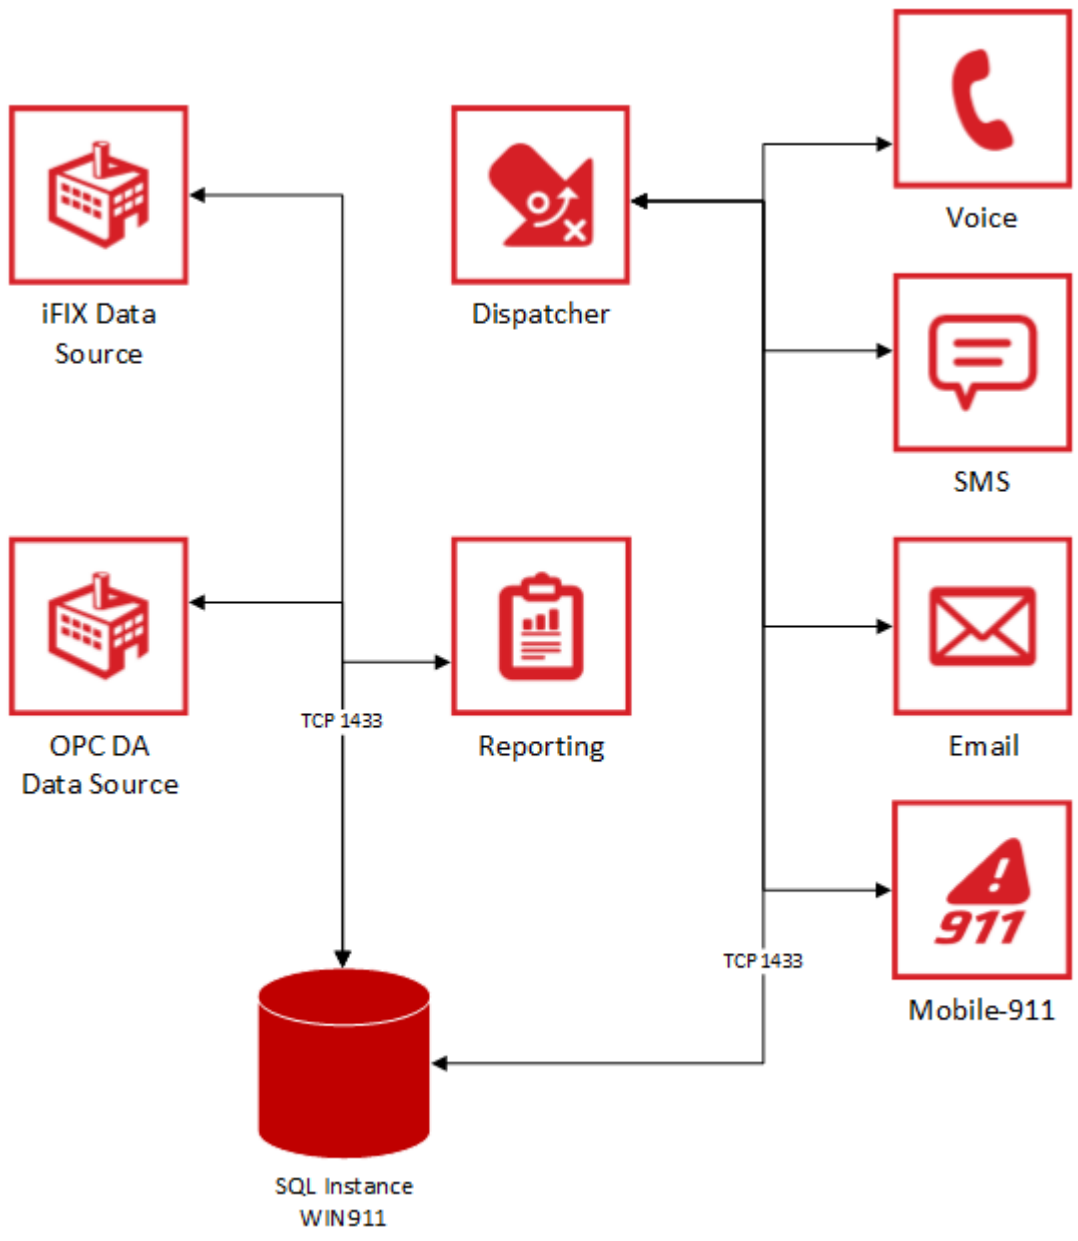 Voice
iFIX Data
Source
Dispatcher
SMS
TCP 1433
OPC DA
Data Source
Reporting
Email
911
TCP 1433
Mobile-911
SQL Instance
WIN911